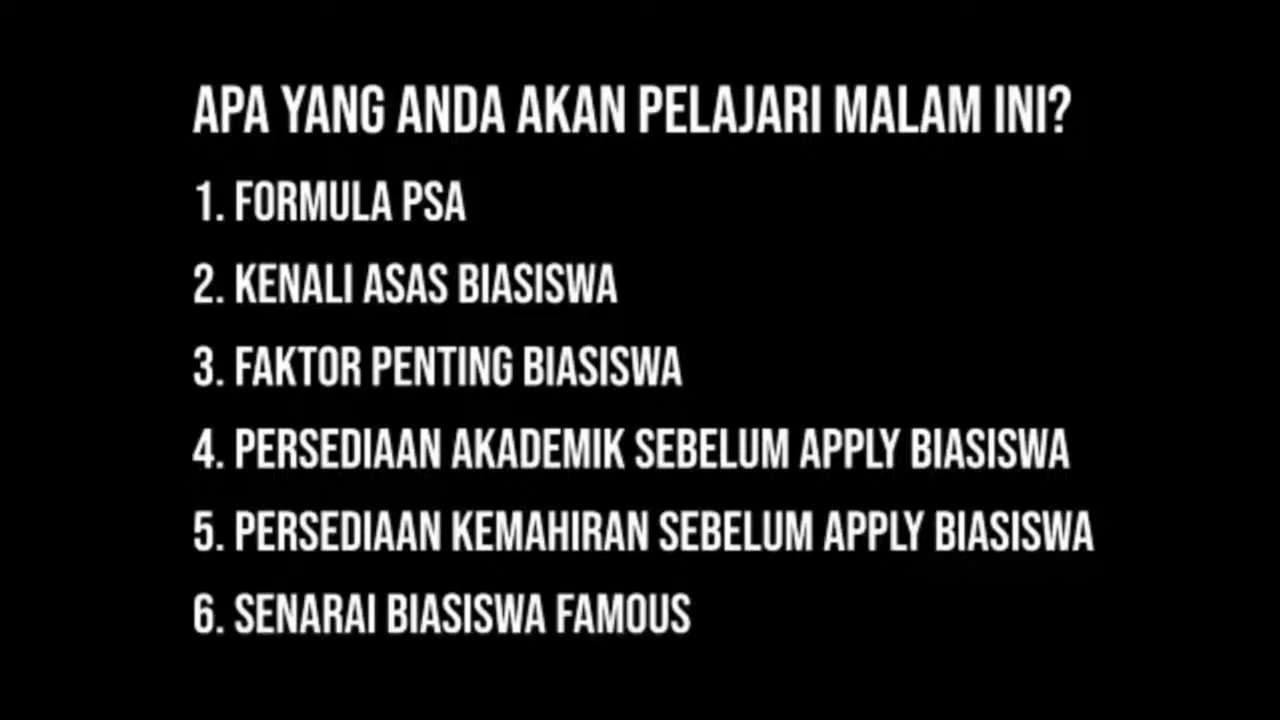 APA YANG ANDA AKAN PELAJARI MALAM INI?
1. FORMULA PSA
2. KENALI ASAS BIASISWA
3. FAKTOR PENTING BIASISWA
4. PERSEDIAAN AKADEMIK SEBELUM APPLY BIASISWA
5. PERSEDIAAN KEMAHIRAN SEBELUM APPLY BIASISWA
6. SENARAI BIASISWA FAMOUS